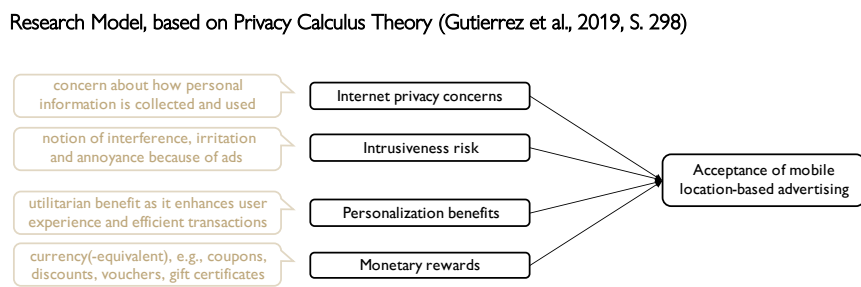 Research Model, based on Privacy Calculus Theory (Gutierrez et al., 2019, S. 298)
concern about how personal
information is collected and used
Internet privacy concerns
notion of interference, irritation
and annoyance because of ads
Intrusiveness risk
Acceptance of mobile
location-based advertising
utilitarian benefit as it enhances user
experience and efficient transactions
Personalization benefits
currency(-equivalent), e.g., coupons,
discounts, vouchers, gift certificates
Monetary rewards